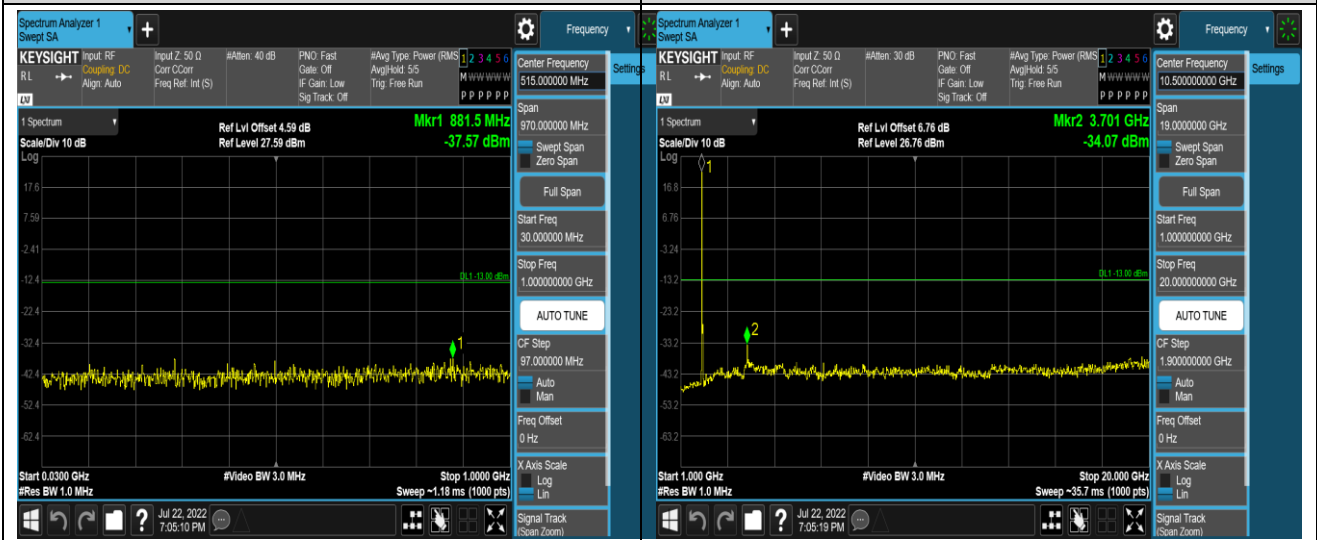 Spectrum Analyzer 1
Swept SA
+
Frequency
KEYSIGHT
RL
LXI
Input: RF
Coupling: DC
Align: Auto
Input Z: 50 Ω
Corr CCorr
Freq Ref: Int (S)
#Atten: 40 dB
PNO: Fast
Gate: Off
IF Gain: Low
Sig Track: Off
#Avg Type: Power (RMS
Avg|Hold: 5/5
Trig: Free Run
1 2 3 4 5 6
M W W W W W
P P P P P P
Center Frequency
515.000000 MHz
Settings
1 Spectrum
Scale/Div 10 dB
Log
Ref Lvl Offset 4.59 dB
Ref Level 27.59 dBm
Mkr1 881.5 MHz
-37.57 dBm
17.6
7.59
-2.41
-12.4
-22.4
-32.4
-42.4
-52.4
-62.4
DL1 -13.00 dBm
1
Start 0.0300 GHz
#Res BW 1.0 MHz
#Video BW 3.0 MHz
Stop 1.0000 GHz
Sweep ~1.18 ms (1000 pts)
Span
970.000000 MHz
Swept Span
Zero Span
Full Span
Start Freq
30.000000 MHz
Stop Freq
1.000000000 GHz
AUTO TUNE
CF Step
97.000000 MHz
Auto
Man
Freq Offset
0 Hz
X Axis Scale
Log
Lin
Signal Track
(Span Zoom)
?
Jul 22, 2022
7:05:10 PM
Spectrum Analyzer 1
Swept SA
+
Frequency
KEYSIGHT
RL
LXI
Input: RF
Coupling: DC
Align: Auto
Input Z: 50 Ω
Corr CCorr
Freq Ref: Int (S)
#Atten: 30 dB
PNO: Fast
Gate: Off
IF Gain: Low
Sig Track: Off
#Avg Type: Power (RMS
Avg|Hold: 5/5
Trig: Free Run
1 2 3 4 5 6
M W W W W W
P P P P P P
Center Frequency
10.500000000 GHz
Settings
1 Spectrum
Scale/Div 10 dB
Log
Ref Lvl Offset 6.76 dB
Ref Level 26.76 dBm
Mkr2 3.701 GHz
-34.07 dBm
16.8
6.76
-3.24
-13.2
-23.2
-33.2
-43.2
-53.2
-63.2
DL1 -13.00 dBm
1
2
Start 1.000 GHz
#Res BW 1.0 MHz
#Video BW 3.0 MHz
Stop 20.000 GHz
Sweep ~35.7 ms (1000 pts)
Span
19.0000000 GHz
Swept Span
Zero Span
Full Span
Start Freq
1.000000000 GHz
Stop Freq
20.000000000 GHz
AUTO TUNE
CF Step
1.900000000 GHz
Auto
Man
Freq Offset
0 Hz
X Axis Scale
Log
Lin
Signal Track
(Span Zoom)
?
Jul 22, 2022
7:05:19 PM